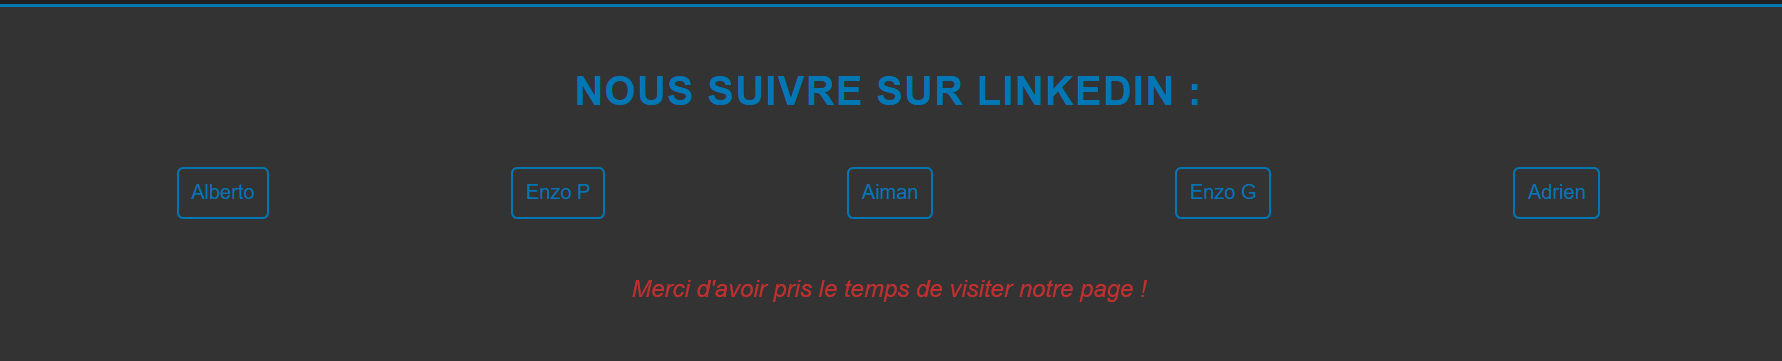 NOUS SUIVRE SUR LINKEDIN :
Alberto Enzo P Aiman Enzo G Adrien
Merci d'avoir pris le temps de visiter notre page !